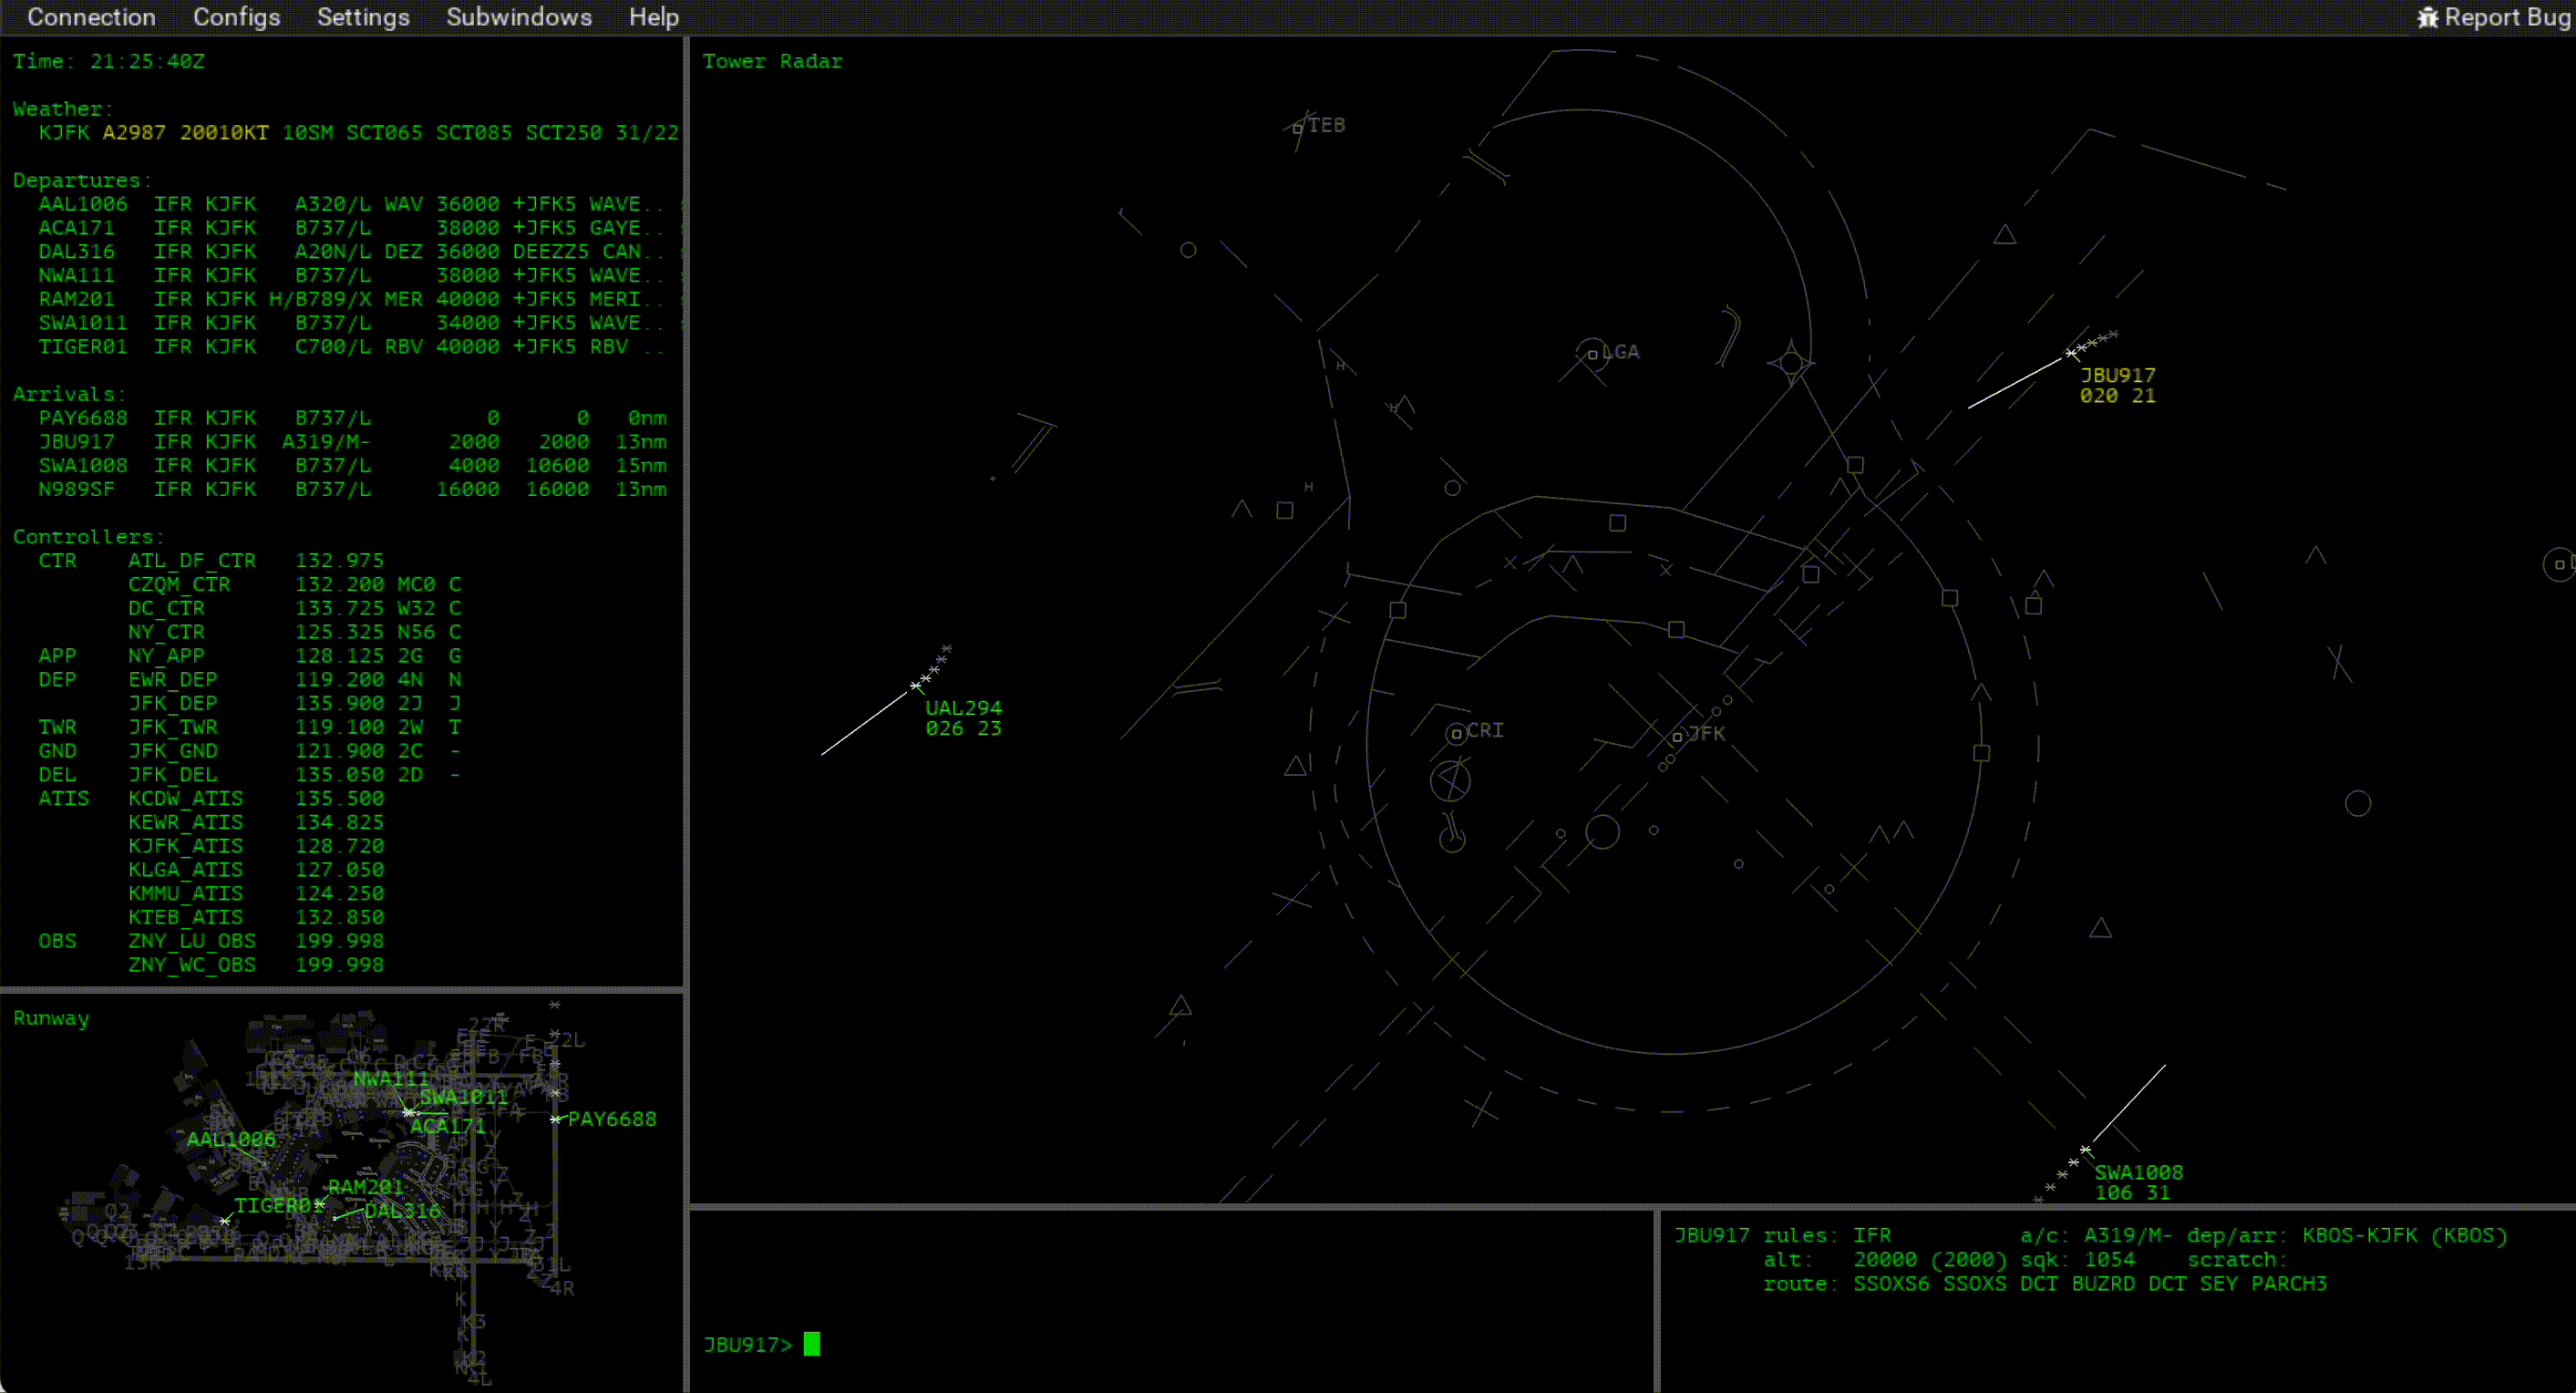 Connection Configs Settings Subwindows Help Report Bug
Time: 21:25:40Z
Weather:
KJFK A2987 20010KT 10SM SCT065 SCT085 SCT250 31/22
Departures:
AAL1006 IFR KJFK A320/L WAV 36000 +JFK5 WAVE..
ACA171 IFR KJFK B737/L 38000 +JFK5 GAYE..
DAL316 IFR KJFK A20N/L DEZ 36000 DEEZZ5 CAN..
NWA111 IFR KJFK B737/L 38000 +JFK5 WAVE..
RAM201 IFR KJFK H/B789/X MER 40000 +JFK5 MERI..
SWA1011 IFR KJFK B737/L 34000 +JFK5 WAVE..
TIGER01 IFR KJFK C700/L RBV 40000 +JFK5 RBV ..
Arrivals:
PAY6688 IFR KJFK B737/L 0 0 0nm
JBU917 IFR KJFK A319/M- 2000 2000 13nm
SWA1008 IFR KJFK B737/L 4000 10600 15nm
N989SF IFR KJFK B737/L 16000 16000 13nm
Controllers:
CTR ATL_DF_CTR 132.975
CZQM_CTR 132.200 MC0 C
DC_CTR 133.725 W32 C
NY_CTR 125.325 N56 C
APP NY_APP 128.125 2G G
DEP EWR_DEP 119.200 4N N
JFK_DEP 135.900 2J J
TWR JFK_TWR 119.100 2W T
GND JFK_GND 121.900 2C -
DEL JFK_DEL 135.050 2D -
ATIS KCDW_ATIS 135.500
KEWR_ATIS 134.825
KJFK_ATIS 128.720
KLGA_ATIS 127.050
KMMU_ATIS 124.250
KTEB_ATIS 132.850
OBS ZNY_LU_OBS 199.998
ZNY_WC_OBS 199.998
Tower Radar
TEB
LGA
H
H
H
JBU917
020 21
UAL294
026 23
CRI
JFK
SWA1008
106 31
Runway
22R
22L
NWA111
SWA1011
PAY6688
ACA171
AAL1006
RAM201
TIGER01
DAL316
Q2
13R
31L
4R
K
K3
K
4L
JBU917>
JBU917 rules: IFR a/c: A319/M- dep/arr: KBOS-KJFK (KBOS)
alt: 20000 (2000) sqk: 1054 scratch:
route: SSOXS6 SSOXS DCT BUZRD DCT SEY PARCH3